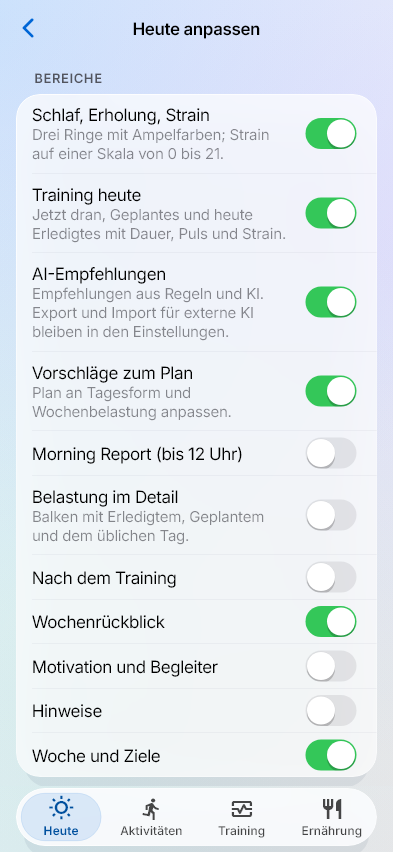 Heute anpassen
BEREICHE
Schlaf, Erholung, Strain
Drei Ringe mit Ampelfarben; Strain
auf einer Skala von 0 bis 21.
Training heute
Jetzt dran, Geplantes und heute
Erledigtes mit Dauer, Puls und Strain.
AI-Empfehlungen
Empfehlungen aus Regeln und KI.
Export und Import für externe KI
bleiben in den Einstellungen.
Vorschläge zum Plan
Plan an Tagesform und
Wochenbelastung anpassen.
Morning Report (bis 12 Uhr)
Belastung im Detail
Balken mit Erledigtem, Geplantem
und dem üblichen Tag.
Nach dem Training
Wochenrückblick
Motivation und Begleiter
Hinweise
Woche und Ziele
Heute
Aktivitäten
Training
Ernährung